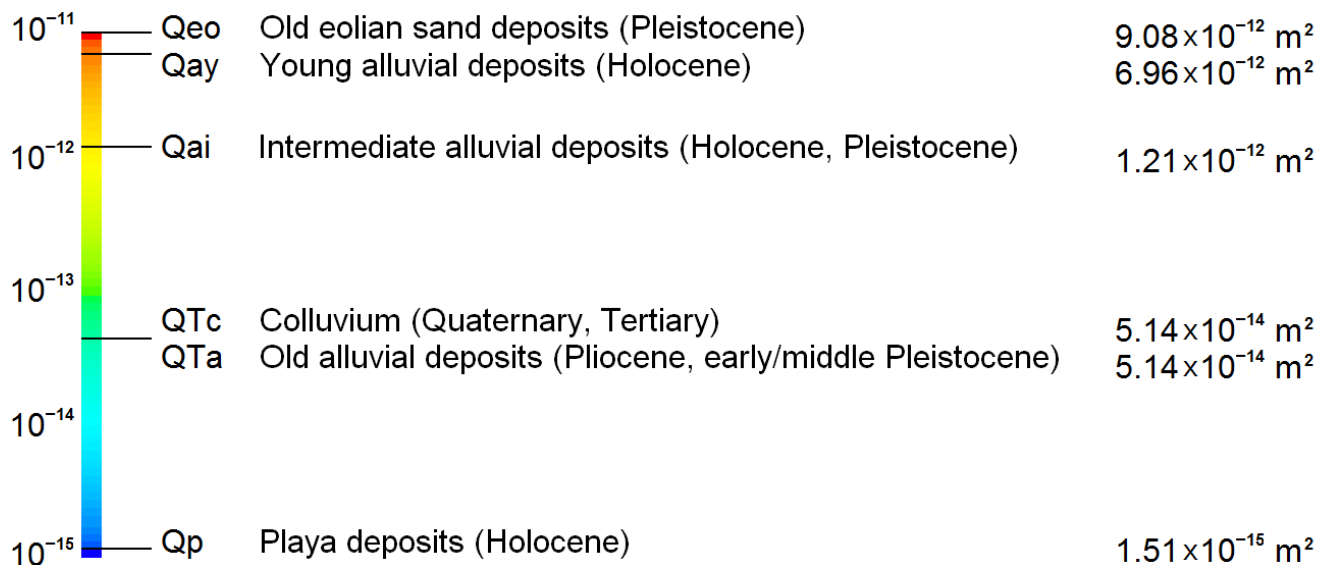 10⁻¹¹ Qeo Old eolian sand deposits (Pleistocene) 9.08×10⁻¹² m²
Qay Young alluvial deposits (Holocene) 6.96×10⁻¹² m²
10⁻¹² Qai Intermediate alluvial deposits (Holocene, Pleistocene) 1.21×10⁻¹² m²
10⁻¹³
QTc Colluvium (Quaternary, Tertiary) 5.14×10⁻¹⁴ m²
QTa Old alluvial deposits (Pliocene, early/middle Pleistocene) 5.14×10⁻¹⁴ m²
10⁻¹⁴
10⁻¹⁵ Qp Playa deposits (Holocene) 1.51×10⁻¹⁵ m²